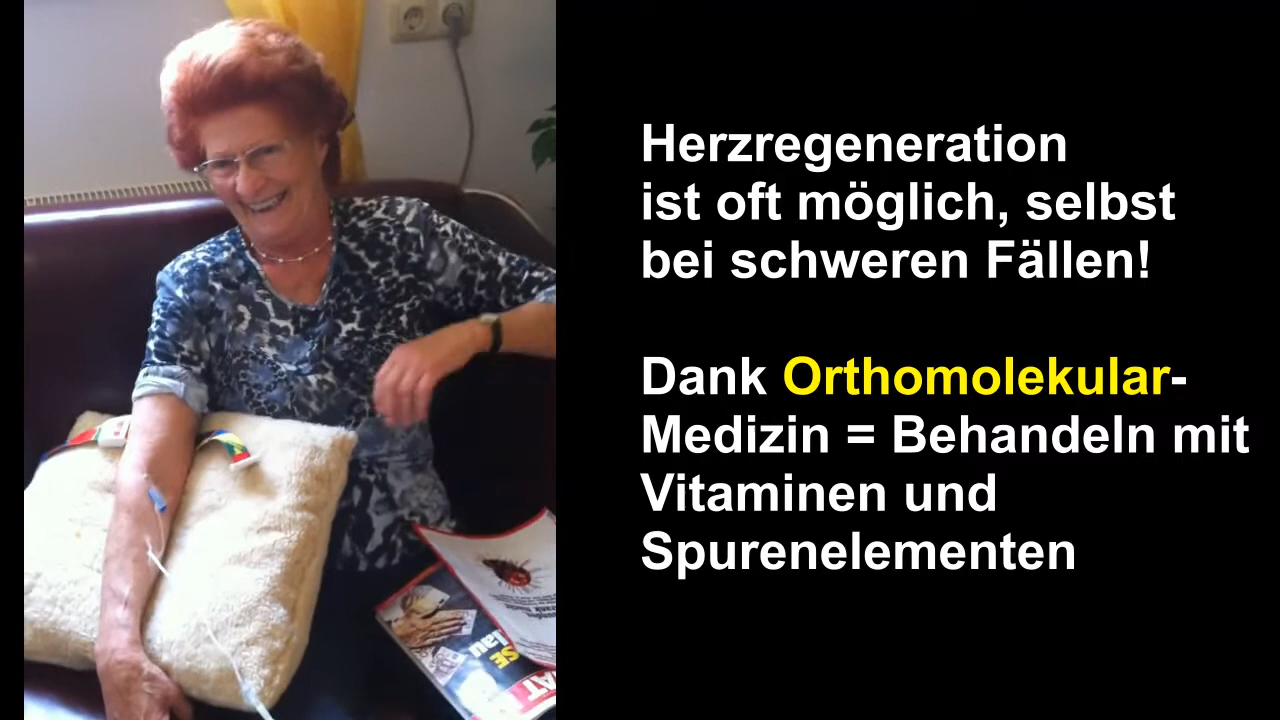 Herzregeneration
ist oft möglich, selbst
bei schweren Fällen!
Dank Orthomolekular-
Medizin = Behandeln mit
Vitaminen und
Spurenelementen